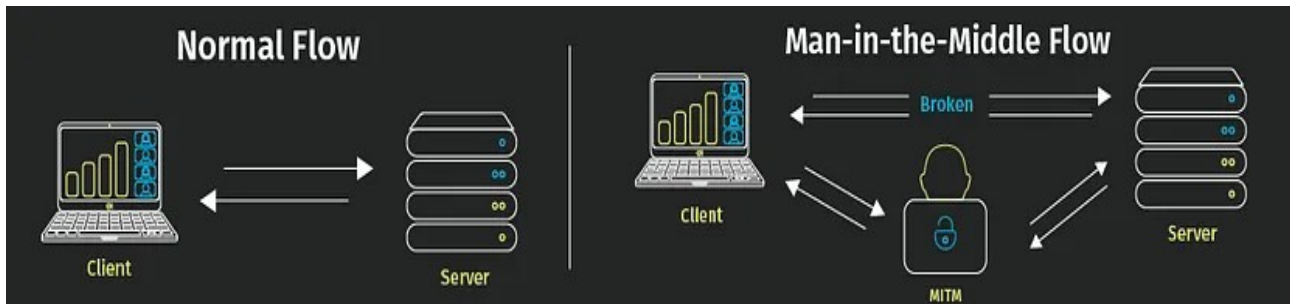 Normal Flow
Client
Server
Man-in-the-Middle Flow
Broken
Client
Server
MITM